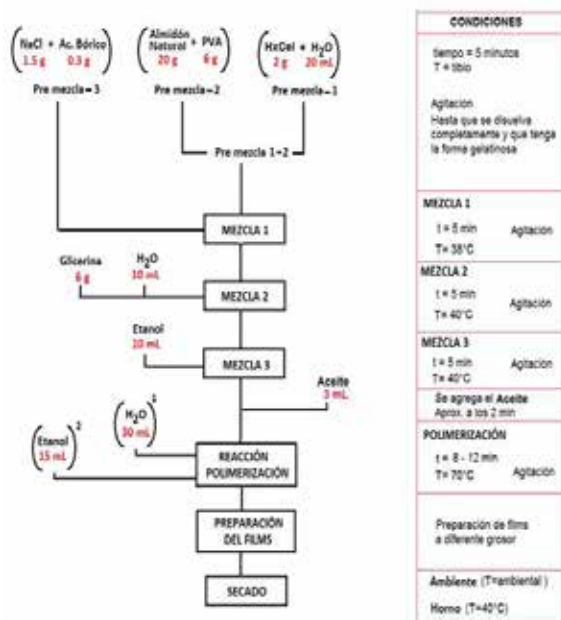 (NaCl + Ac. Bórico)
1.5 g 0.3 g
Pre mezcla-3
(Almidón Natural + PVA)
20 g 6 g
Pre mezcla-2
(HxCel + H2O)
2 g 20 mL
Pre mezcla-1
Pre mezcla 1-2
MEZCLA 1
Glicerina
6 g
H2O
10 mL
MEZCLA 2
Etanol
10 mL
MEZCLA 3
Aceite
3 mL
(H2O)1
30 mL
(Etanol)2
15 mL
REACCIÓN
POLIMERIZACIÓN
PREPARACIÓN
DEL FILMS
SECADO
CONDICIONES
tiempo = 5 minutos
T = tibio
Agitación
Hasta que se disuelva
completamente y que tenga
la forma gelatinosa
MEZCLA 1
t = 5 min Agitación
T= 38°C
MEZCLA 2
t = 5 min Agitación
T= 40°C
MEZCLA 3
t = 5 min Agitación
T= 40°C
Se agrega el Aceite
Aprox. a los 2 min
POLIMERIZACIÓN
t = 8 - 12 min
T= 70°C Agitación
Preparación de films
a diferente grosor
Ambiente (T=ambiental )
Horno (T=40°C)